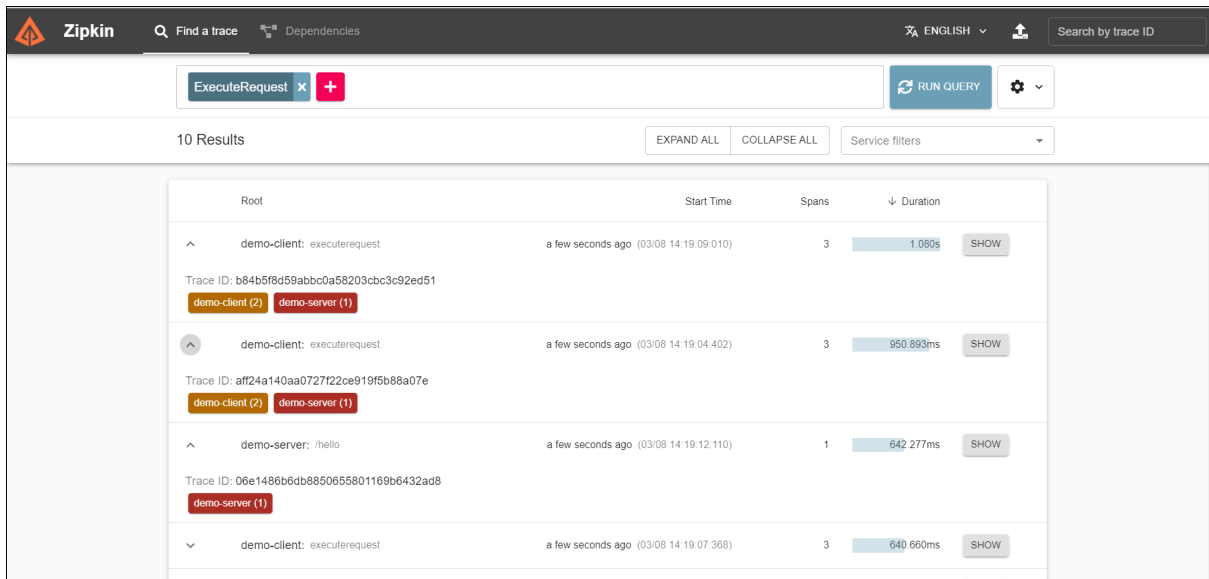 Zipkin Find a trace Dependencies ENGLISH Search by trace ID
ExecuteRequest × + RUN QUERY
10 Results EXPAND ALL COLLAPSE ALL Service filters
Root Start Time Spans ↓ Duration
demo-client: executerequest a few seconds ago (03/08 14:19:09:010) 3 1.080s SHOW
Trace ID: b84b5f8d59abbc0a58203cbc3c92ed51
demo-client (2) demo-server (1)
demo-client: executerequest a few seconds ago (03/08 14:19:04:402) 3 950.893ms SHOW
Trace ID: aff24a140aa0727f22ce919f5b88a07e
demo-client (2) demo-server (1)
demo-server: /hello a few seconds ago (03/08 14:19:12:110) 1 642.277ms SHOW
Trace ID: 06e1486b6db8850655801169b6432ad8
demo-server (1)
demo-client: executerequest a few seconds ago (03/08 14:19:07:368) 3 640.660ms SHOW